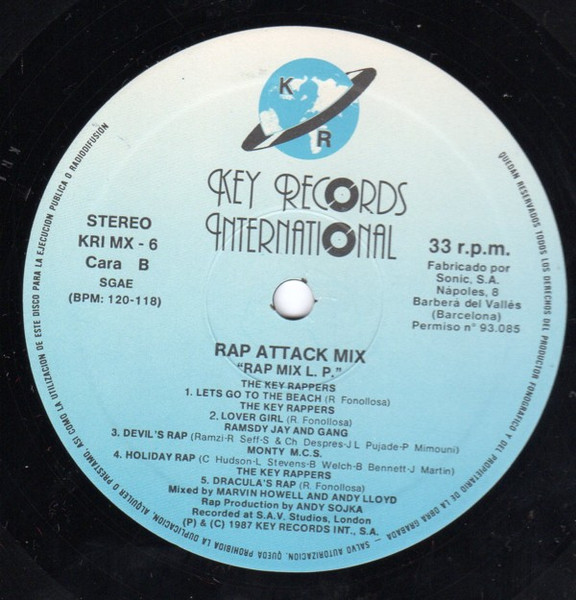 K
R
KEY RECORDS
INTERNATIONAL
STEREO
KRI MX - 6
Cara B
SGAE
(BPM: 120-118)
33 r.p.m.
Fabricado por
Sonic, S.A.
Nápoles, 8
Barberá del Vallés
(Barcelona)
Permiso n° 93.085
RAP ATTACK MIX
"RAP MIX L. P."
THE KEY RAPPERS
1. LETS GO TO THE BEACH (R. Fonollosa)
THE KEY RAPPERS
2. LOVER GIRL (R. Fonollosa)
RAMSDY JAY AND GANG
3. DEVIL'S RAP (Ramzi-R Seff-S & Ch Despres-J L Pujade-P Mimouni)
MONTY M.C.S.
4. HOLIDAY RAP (C Hudson-L Stevens-B Welch-B Bennett-J Martin)
THE KEY RAPPERS
5. DRACULA'S RAP (R. Fonollosa)
Mixed by MARVIN HOWELL AND ANDY LLOYD
Rap Production by ANDY SOJKA
Recorded at S.A.V. Studios, London
(P) & (C) 1987 KEY RECORDS INT., S.A.
QUEDAN RESERVADOS TODOS LOS DERECHOS DEL PRODUCTOR FONOGRAFICO Y DEL PROPIETARIO DE LA OBRA GRABADA — SALVO AUTORIZACION, QUEDA PROHIBIDA LA DUPLICACION, ALQUILER O PRESTAMO, ASI COMO LA UTILIZACION DE ESTE DISCO PARA LA EJECUCION PUBLICA O RADIODIFUSION